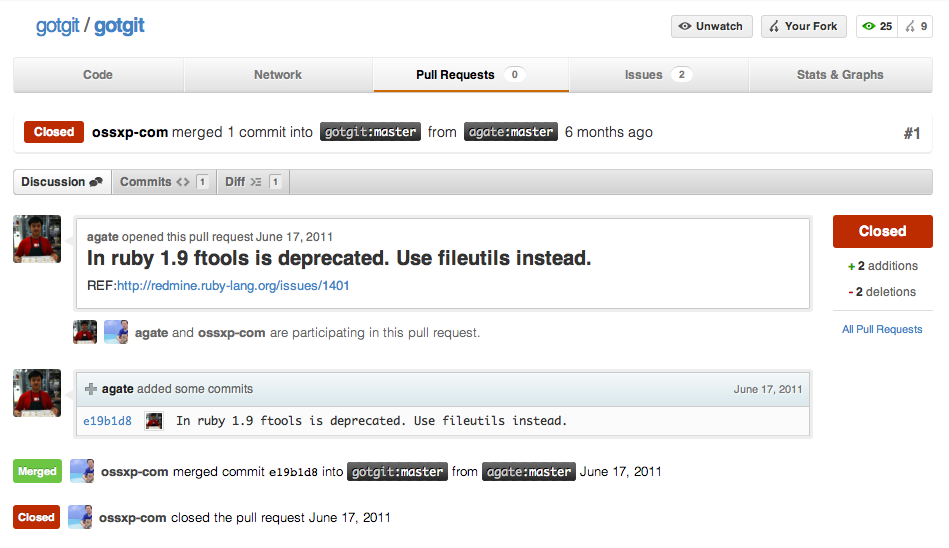 gotgit / gotgit
Unwatch Your Fork 25 9
Code Network Pull Requests 0 Issues 2 Stats & Graphs
Closed ossxp-com merged 1 commit into gotgit:master from agate:master 6 months ago #1
Discussion Commits 1 Diff 1
agate opened this pull request June 17, 2011
In ruby 1.9 ftools is deprecated. Use fileutils instead.
REF:http://redmine.ruby-lang.org/issues/1401
Closed
+ 2 additions
- 2 deletions
All Pull Requests
agate and ossxp-com are participating in this pull request.
agate added some commits June 17, 2011
e19b1d8 In ruby 1.9 ftools is deprecated. Use fileutils instead.
Merged ossxp-com merged commit e19b1d8 into gotgit:master from agate:master June 17, 2011
Closed ossxp-com closed the pull request June 17, 2011